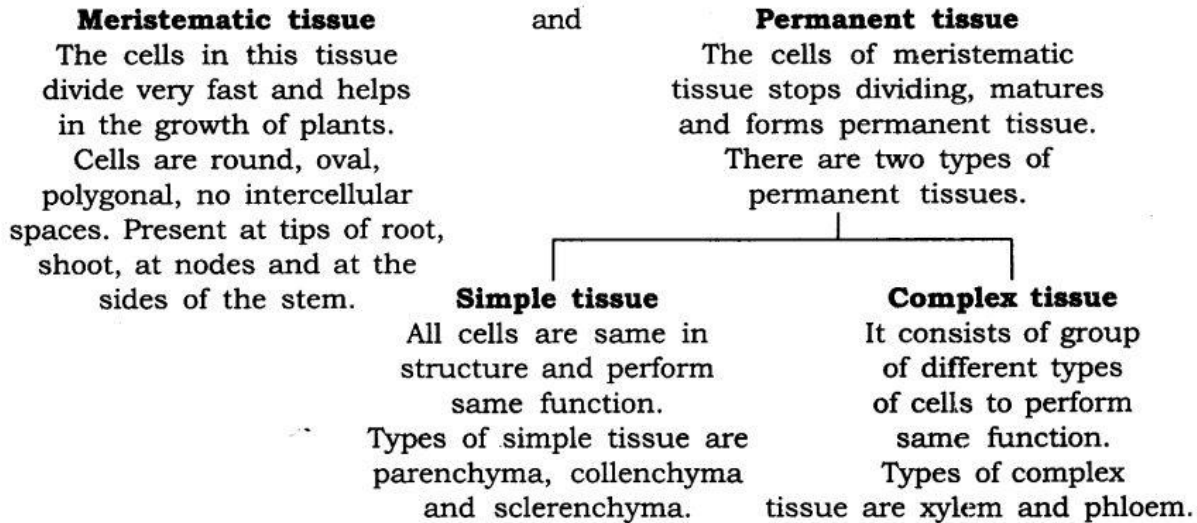 Meristematic tissue and Permanent tissue
The cells in this tissue
divide very fast and helps
in the growth of plants.
Cells are round, oval,
polygonal, no intercellular
spaces. Present at tips of root,
shoot, at nodes and at the
sides of the stem.
The cells of meristematic
tissue stops dividing, matures
and forms permanent tissue.
There are two types of
permanent tissues.
Simple tissue
All cells are same in
structure and perform
same function.
Types of simple tissue are
parenchyma, collenchyma
and sclerenchyma.
Complex tissue
It consists of group
of different types
of cells to perform
same function.
Types of complex
tissue are xylem and phloem.